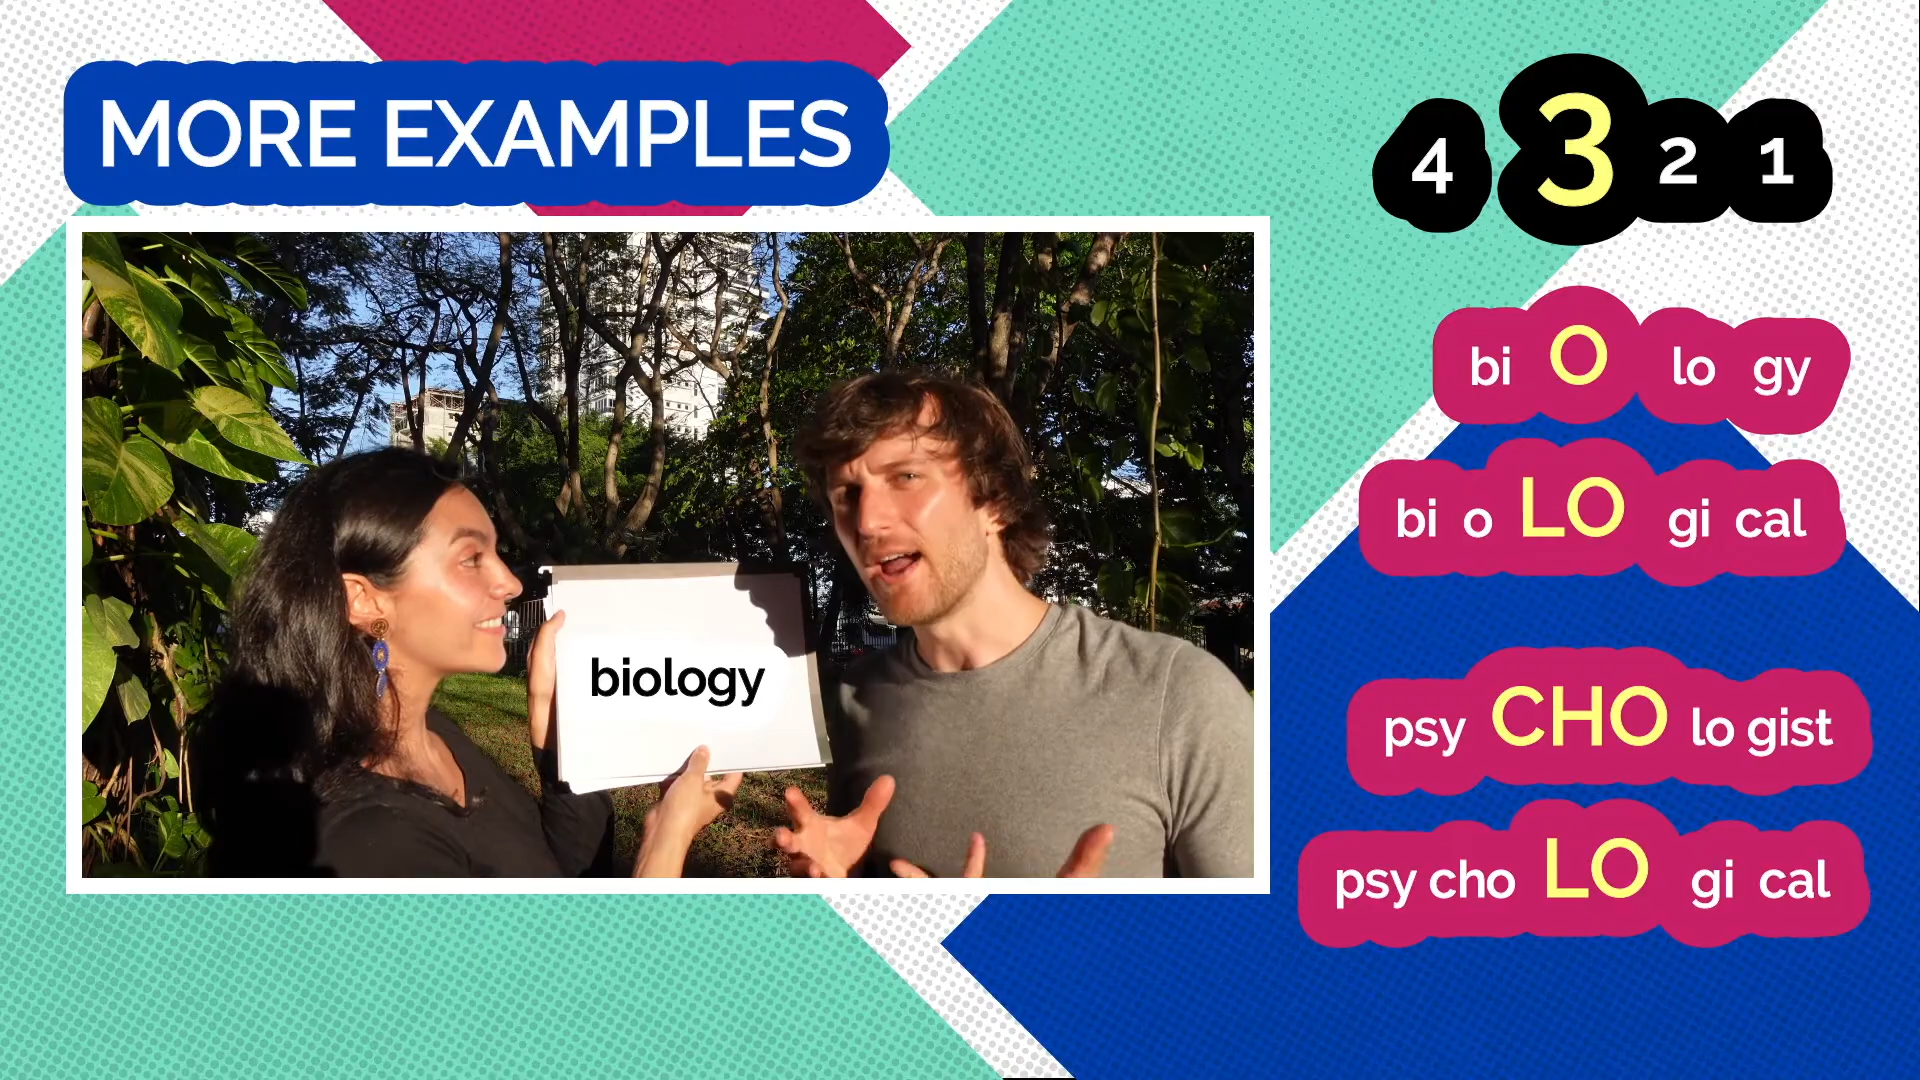 MORE EXAMPLES
4 3 2 1
biology
bi O lo gy
bi o LO gi cal
psy CHO lo gist
psy cho LO gi cal